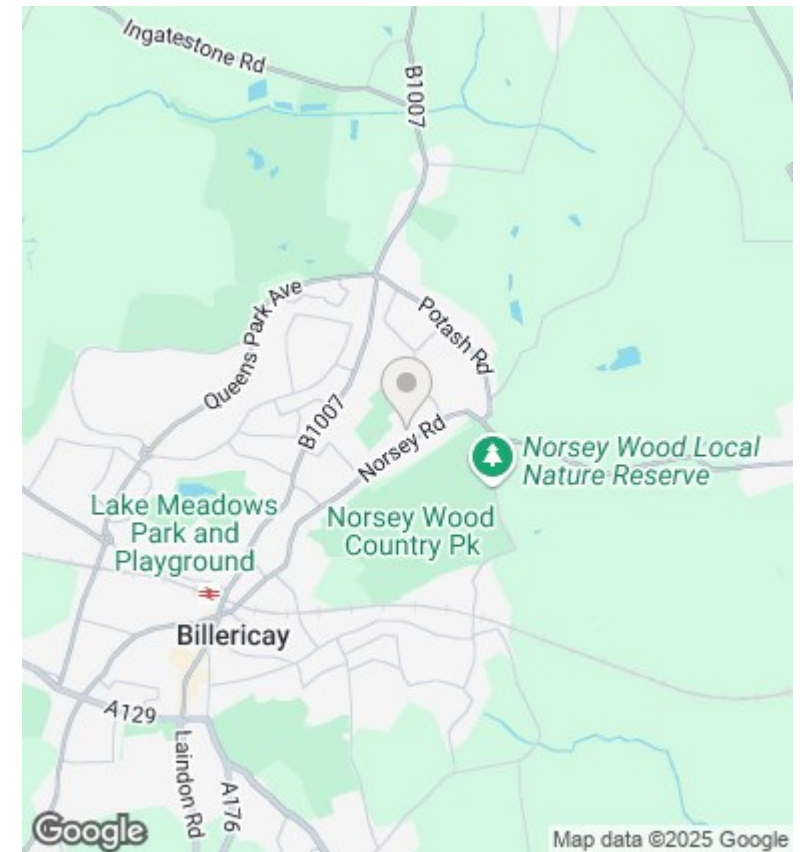 Ingatestone Rd
B1007
Queens Park Ave
Potash Rd
B1007
Norsey Rd
Norsey Wood Local
Nature Reserve
Lake Meadows
Park and
Playground
Norsey Wood
Country Pk
Billericay
A129
Laindon Rd
A176
Google
Map data ©2025 Google